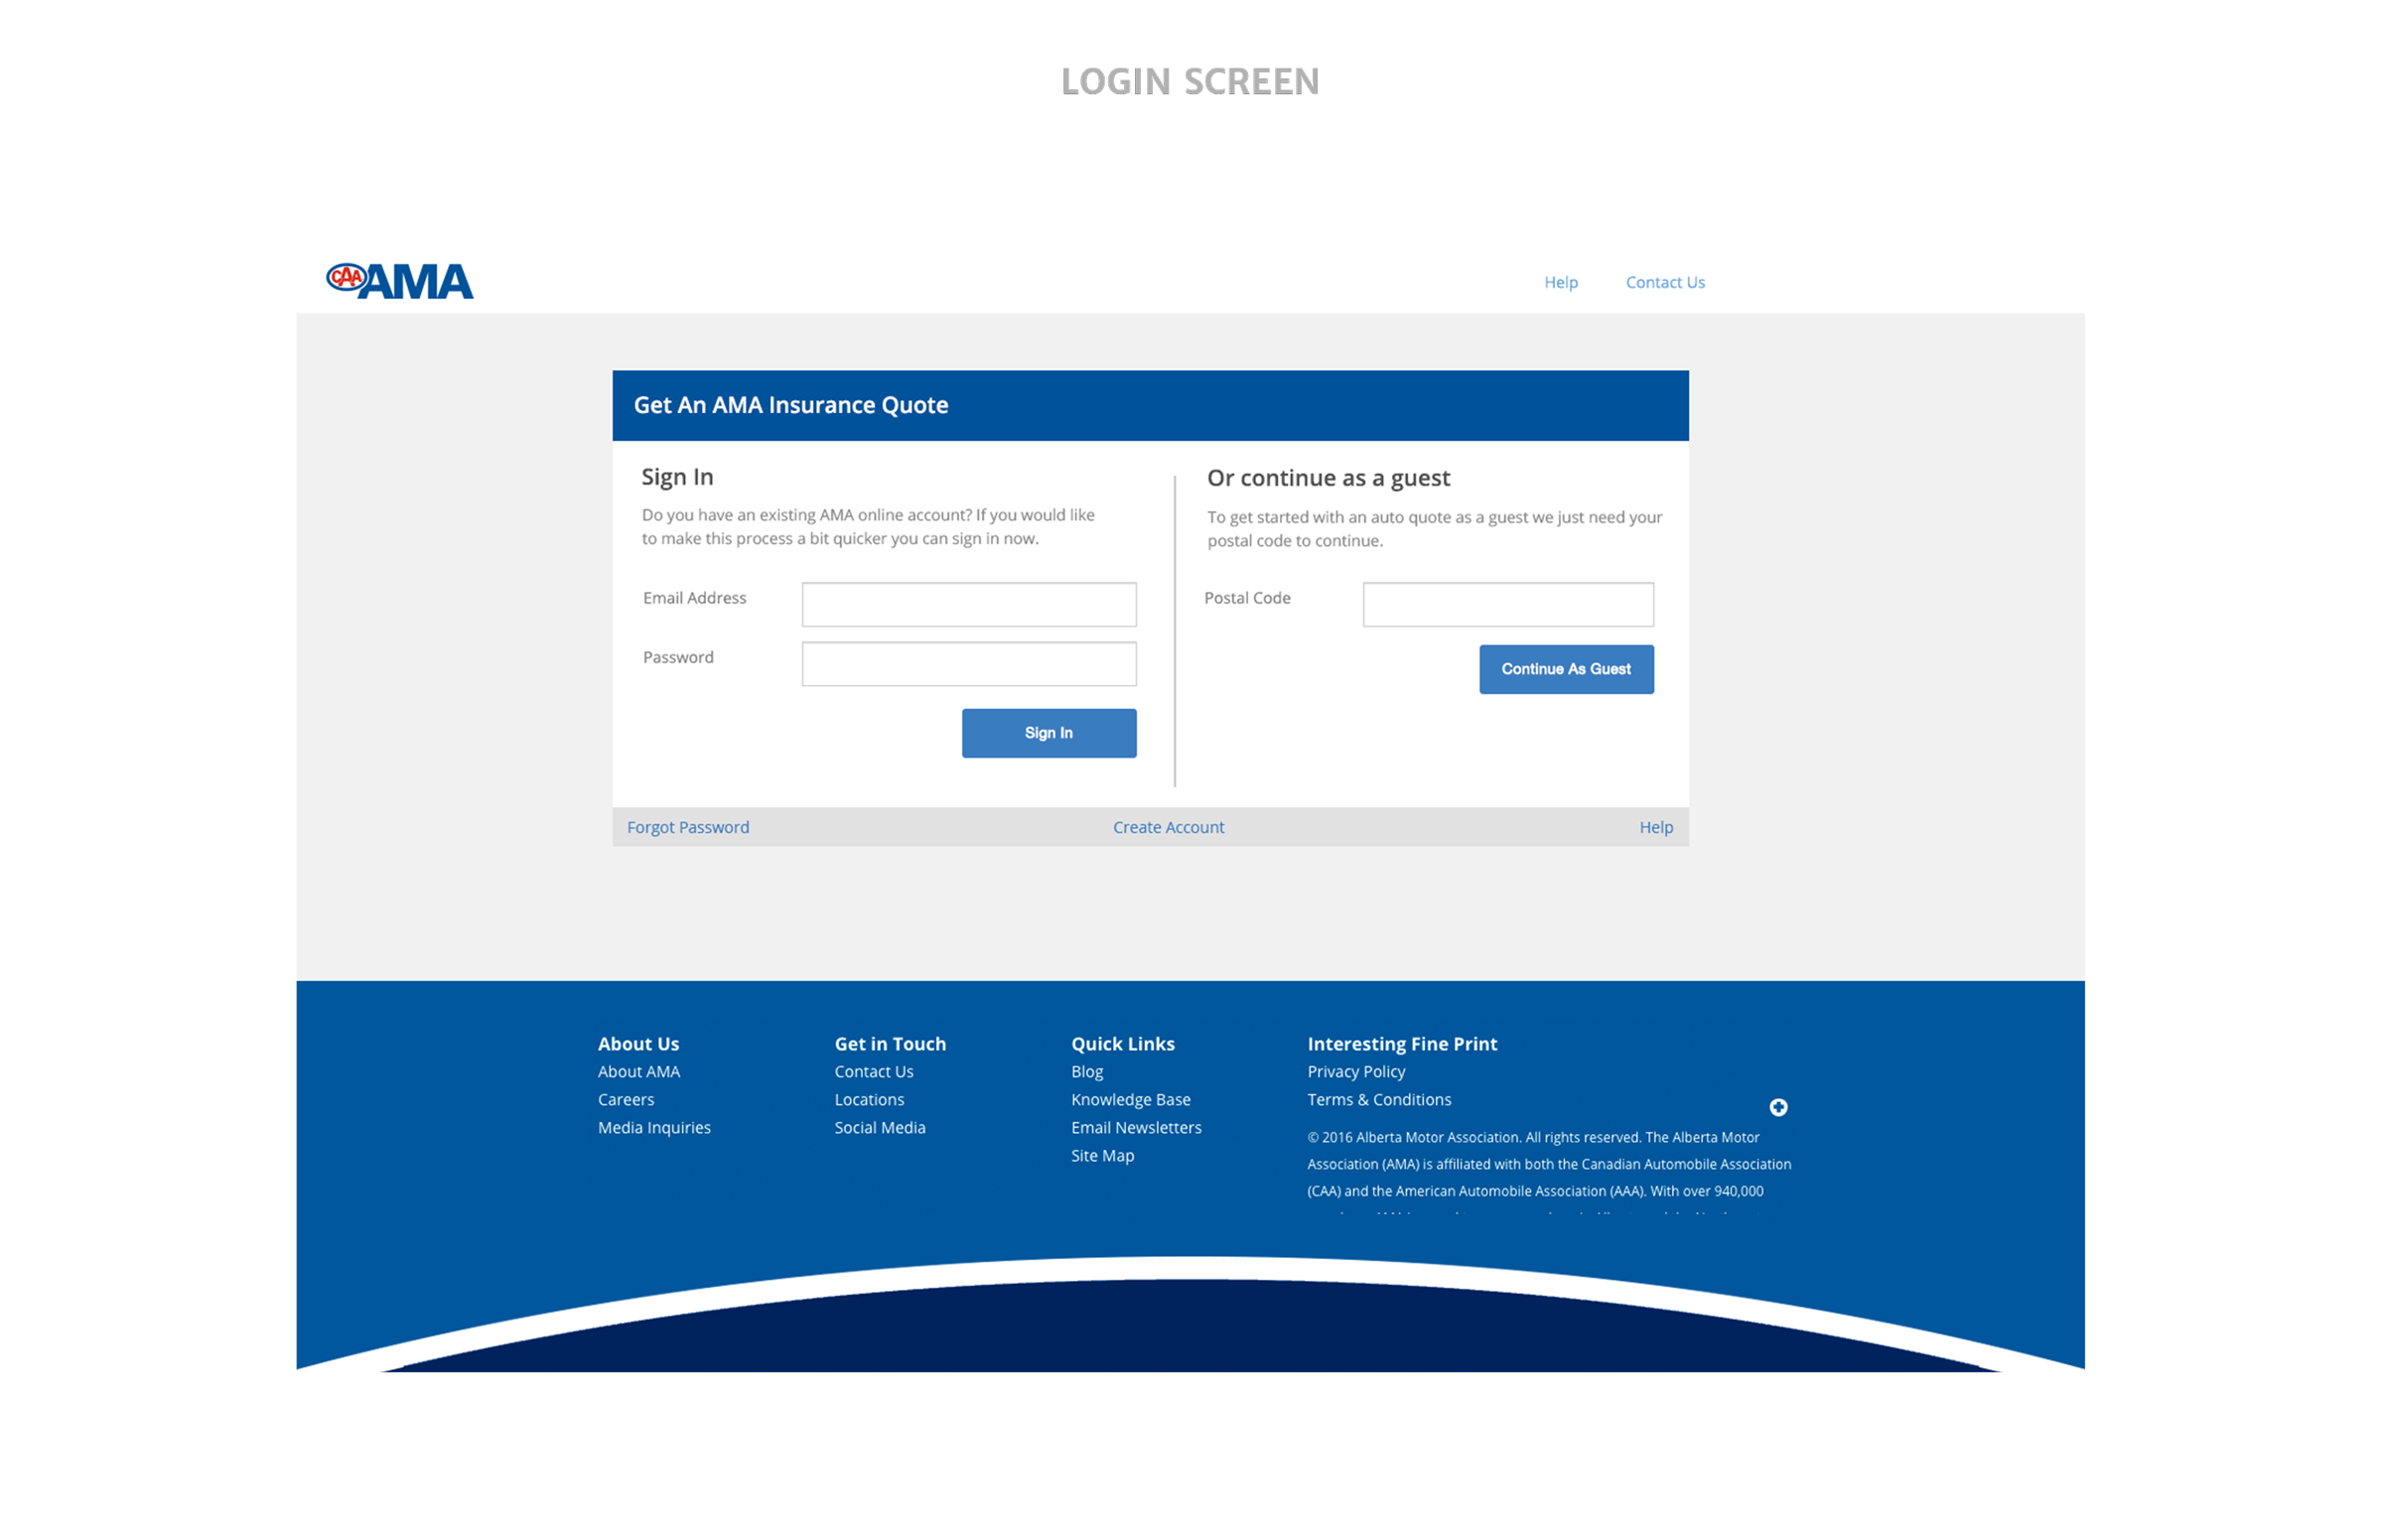 LOGIN SCREEN
CAA AMA
Help
Contact Us
Get An AMA Insurance Quote
Sign In
Do you have an existing AMA online account? If you would like
to make this process a bit quicker you can sign in now.
Email Address
Password
Sign In
Or continue as a guest
To get started with an auto quote as a guest we just need your
postal code to continue.
Postal Code
Continue As Guest
Forgot Password
Create Account
Help
About Us
About AMA
Careers
Media Inquiries
Get in Touch
Contact Us
Locations
Social Media
Quick Links
Blog
Knowledge Base
Email Newsletters
Site Map
Interesting Fine Print
Privacy Policy
Terms & Conditions
© 2016 Alberta Motor Association. All rights reserved. The Alberta Motor
Association (AMA) is affiliated with both the Canadian Automobile Association
(CAA) and the American Automobile Association (AAA). With over 940,000